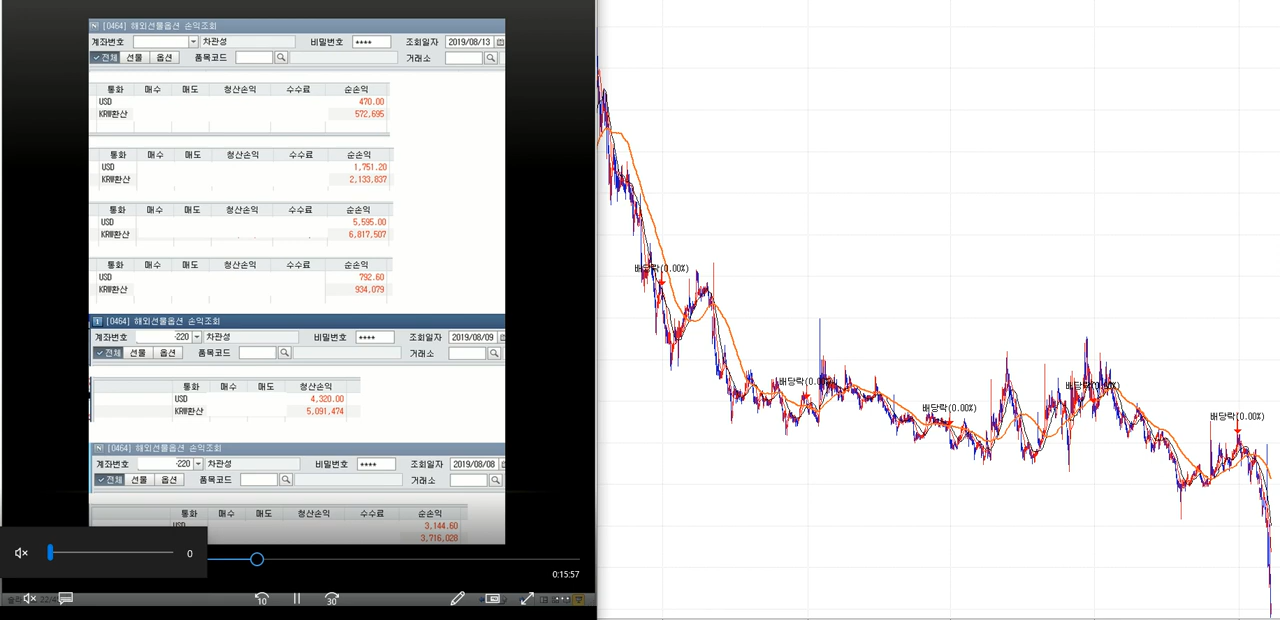 [0464] 해외선물옵션 손익조회
계좌번호 차관성 비밀번호 **** 조회일자 2019/08/13
✓전체 선물 옵션 품목코드 거래소
통화 매수 매도 청산손익 수수료 순손익
USD 470.00
KRW환산 572,695
통화 매수 매도 청산손익 수수료 순손익
USD 1,751.20
KRW환산 2,133,837
통화 매수 매도 청산손익 수수료 순손익
USD 5,595.00
KRW환산 6,817,507
통화 매수 매도 청산손익 수수료 순손익
USD 792.60
KRW환산 934,079
[0464] 해외선물옵션 손익조회
계좌번호 -220 차관성 비밀번호 **** 조회일자 2019/08/09
✓전체 선물 옵션 품목코드 거래소
통화 매수 매도 청산손익
USD 4,320.00
KRW환산 5,091,474
[0464] 해외선물옵션 손익조회
계좌번호 -220 차관성 비밀번호 **** 조회일자 2019/08/08
✓전체 선물 옵션 품목코드 거래소
통화 매수 매도 청산손익 수수료 순손익
USD 3,144.60
3,716,028
0
0:15:57
10 30
배당락(0.00%)
배당락(0.00%)
배당락(0.00%)
배당락(0.00%)
배당락(0.00%)